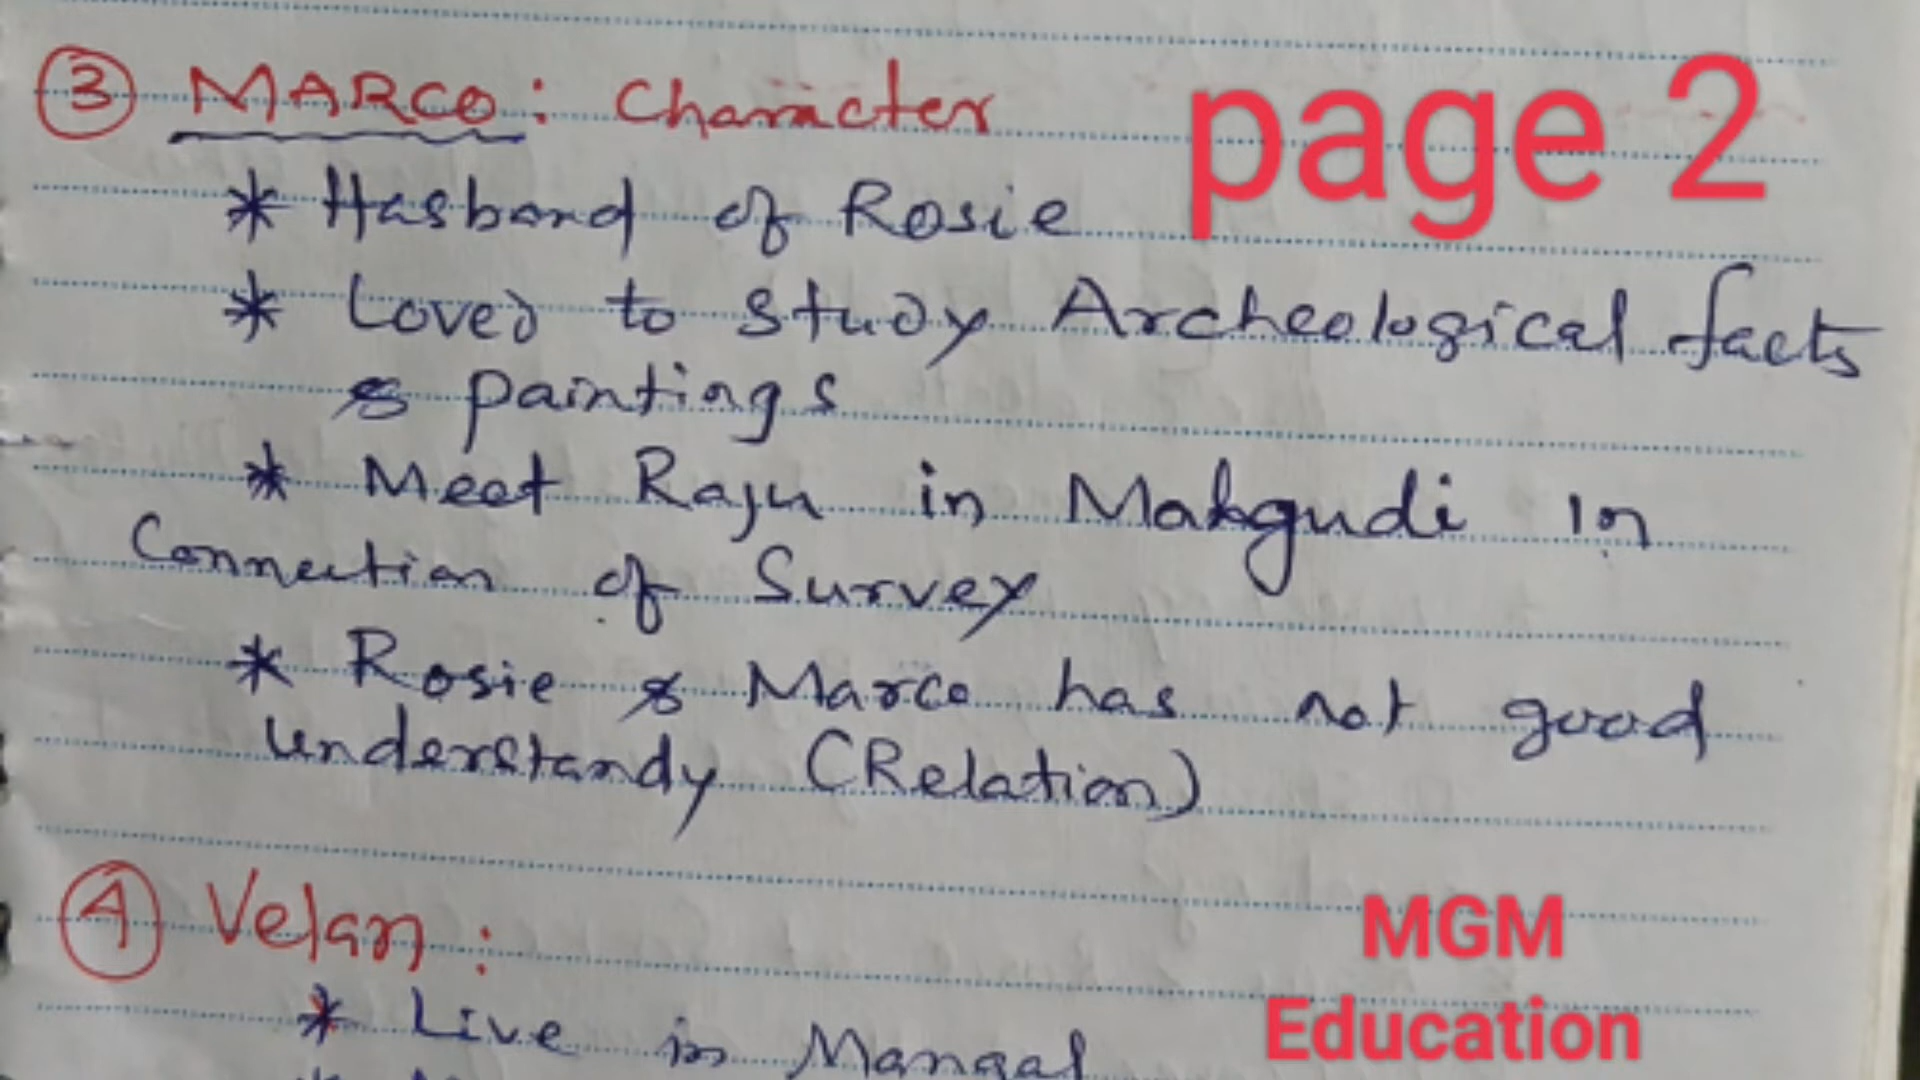 3 MARCO: Character
page 2
* Hasbond of Rosie
* Loved to study Archeological facts
& paintings
* Meet Raju in Malgudi in
Connection of Survey
* Rosie & Marco has not good
understandy (Relation)
4 Velan:
MGM
* Live in Mangal
Education